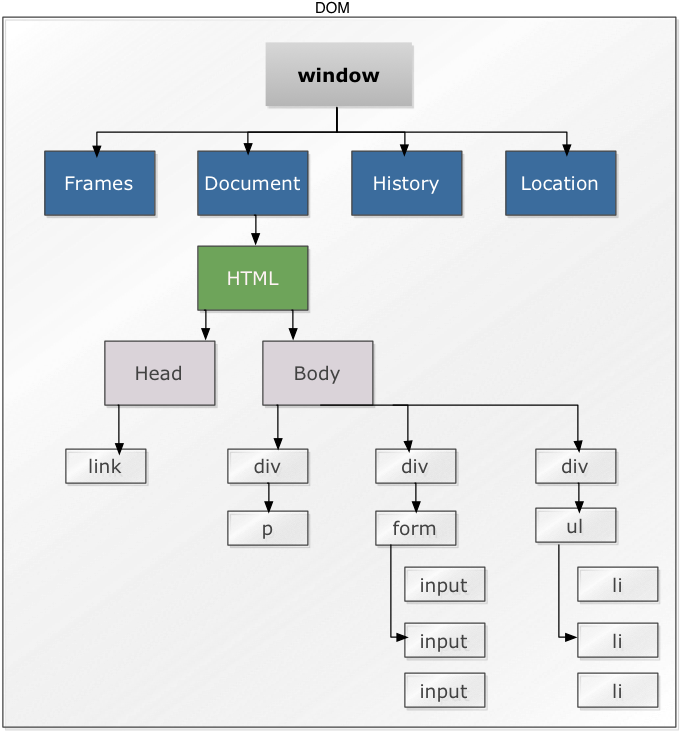 DOM
window
Frames
Document
History
Location
HTML
Head
Body
link
div
div
div
p
form
ul
input
li
input
li
input
li